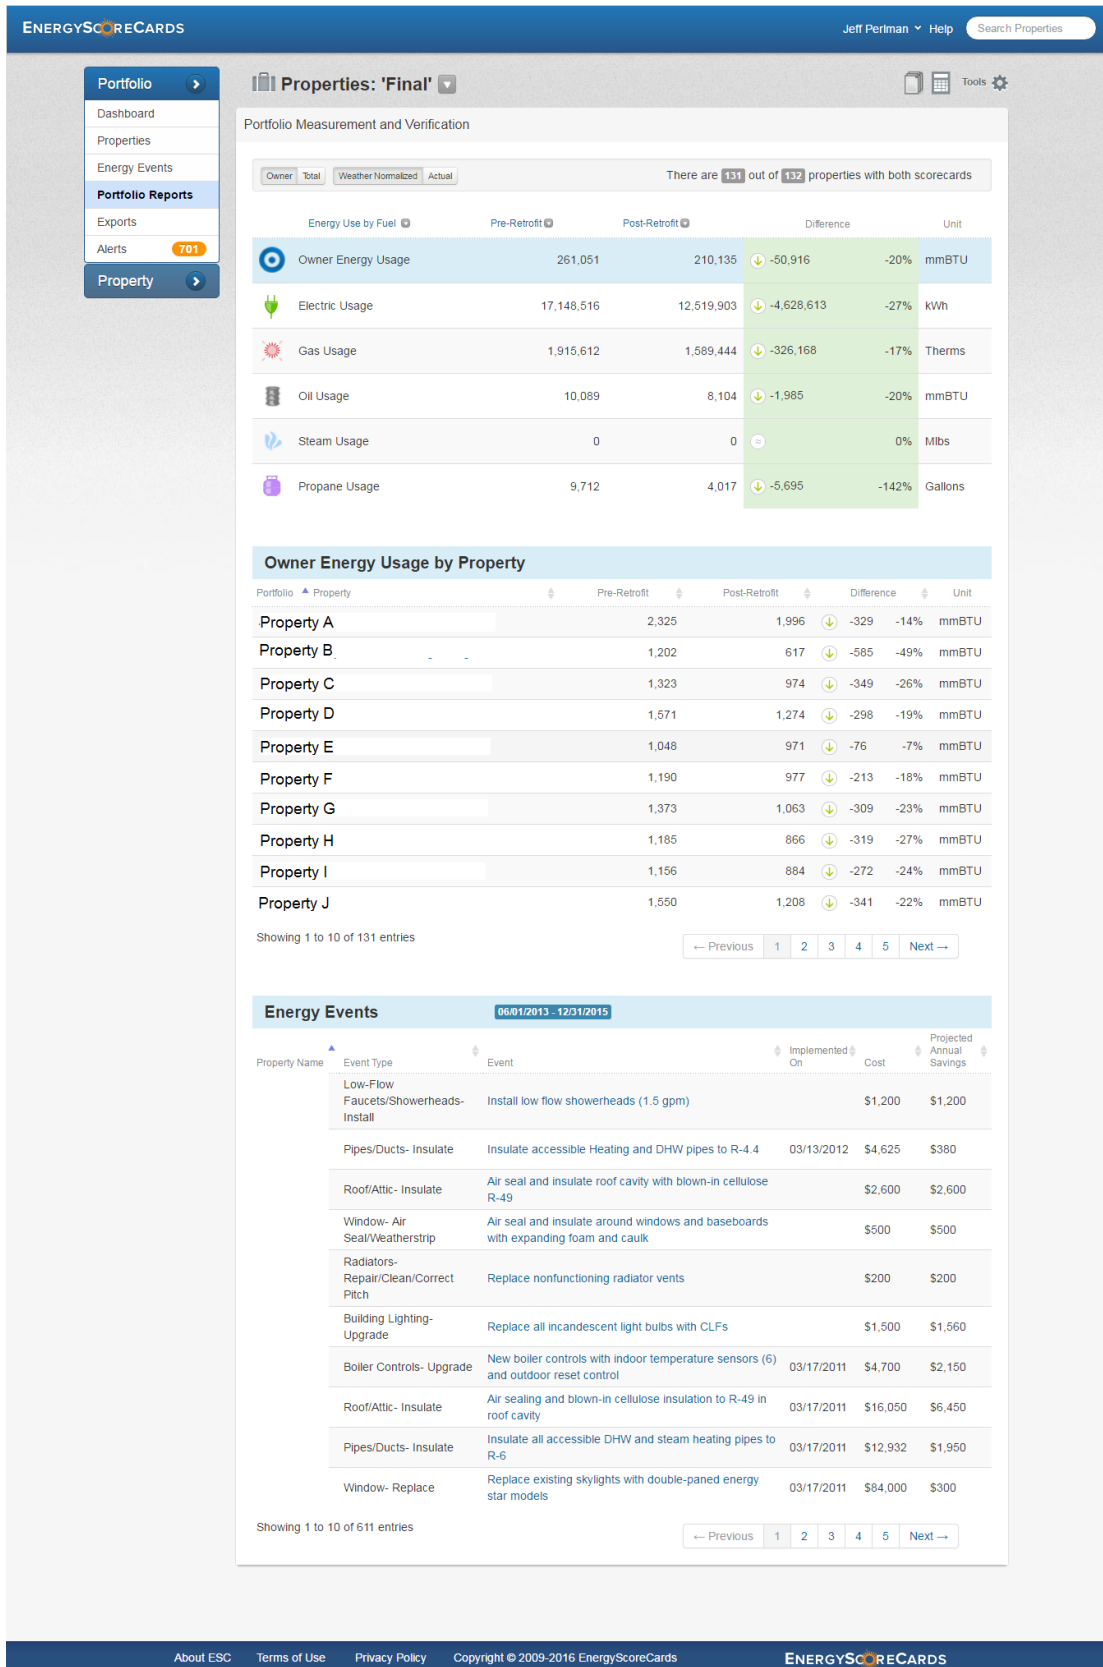 ENERGYSCORECARDS
Jeff Perlman Help Search Properties
Portfolio
Dashboard
Properties
Energy Events
Portfolio Reports
Exports
Alerts 701
Property
Properties: 'Final'
Tools
Portfolio Measurement and Verification
Owner Total Weather Normalized Actual There are 131 out of 132 properties with both scorecards
Energy Use by Fuel Pre-Retrofit Post-Retrofit Difference Unit
Owner Energy Usage 261,051 210,135 -50,916 -20% mmBTU
Electric Usage 17,148,516 12,519,903 -4,628,613 -27% kWh
Gas Usage 1,915,612 1,589,444 -326,168 -17% Therms
Oil Usage 10,089 8,104 -1,985 -20% mmBTU
Steam Usage 0 0 ≈ 0% Mlbs
Propane Usage 9,712 4,017 -5,695 -142% Gallons
Owner Energy Usage by Property
Portfolio Property Pre-Retrofit Post-Retrofit Difference Unit
Property A 2,325 1,996 -329 -14% mmBTU
Property B 1,202 617 -585 -49% mmBTU
Property C 1,323 974 -349 -26% mmBTU
Property D 1,571 1,274 -298 -19% mmBTU
Property E 1,048 971 -76 -7% mmBTU
Property F 1,190 977 -213 -18% mmBTU
Property G 1,373 1,063 -309 -23% mmBTU
Property H 1,185 866 -319 -27% mmBTU
Property I 1,156 884 -272 -24% mmBTU
Property J 1,550 1,208 -341 -22% mmBTU
Showing 1 to 10 of 131 entries
← Previous 1 2 3 4 5 Next →
Energy Events 06/01/2013 - 12/31/2015
Property Name Event Type Event Implemented On Cost Projected Annual Savings
Low-Flow
Faucets/Showerheads- Install low flow showerheads (1.5 gpm) $1,200 $1,200
Install
Pipes/Ducts- Insulate Insulate accessible Heating and DHW pipes to R-4.4 03/13/2012 $4,625 $380
Roof/Attic- Insulate Air seal and insulate roof cavity with blown-in cellulose $2,600 $2,600
R-49
Window- Air Air seal and insulate around windows and baseboards $500 $500
Seal/Weatherstrip with expanding foam and caulk
Radiators-
Repair/Clean/Correct Replace nonfunctioning radiator vents $200 $200
Pitch
Building Lighting- Replace all incandescent light bulbs with CLFs $1,500 $1,560
Upgrade
Boiler Controls- Upgrade New boiler controls with indoor temperature sensors (6) 03/17/2011 $4,700 $2,150
and outdoor reset control
Roof/Attic- Insulate Air sealing and blown-in cellulose insulation to R-49 in 03/17/2011 $16,050 $6,450
roof cavity
Pipes/Ducts- Insulate Insulate all accessible DHW and steam heating pipes to 03/17/2011 $12,932 $1,950
R-6
Window- Replace Replace existing skylights with double-paned energy 03/17/2011 $84,000 $300
star models
Showing 1 to 10 of 611 entries
← Previous 1 2 3 4 5 Next →
About ESC Terms of Use Privacy Policy Copyright © 2009-2016 EnergyScoreCards ENERGYSCORECARDS